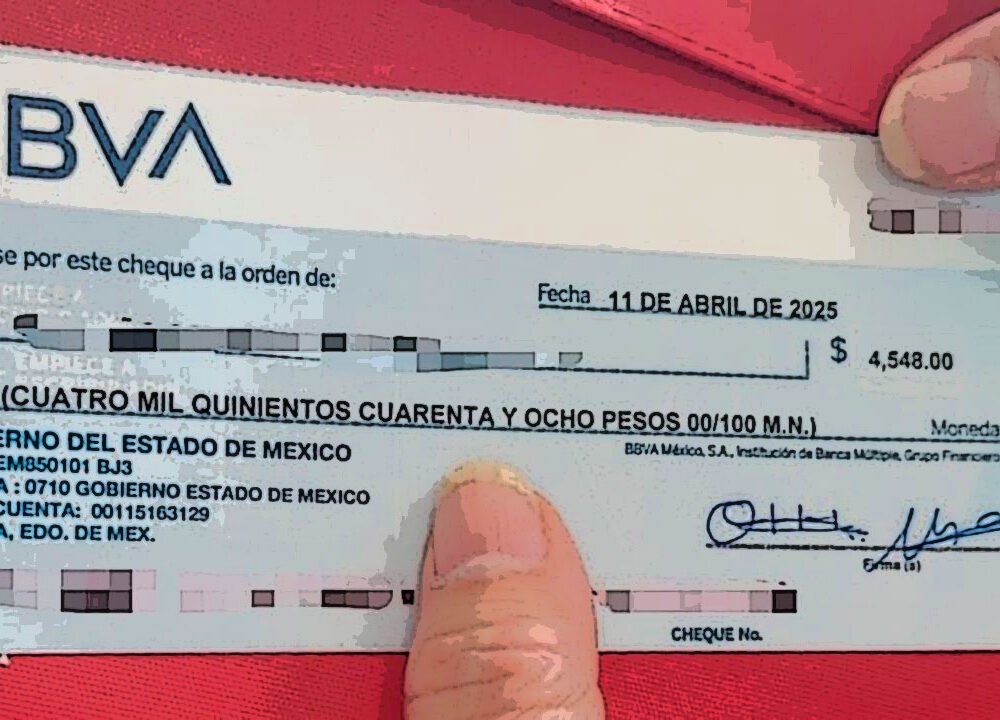 BBVA
se por este cheque a la orden de:
Fecha 11 DE ABRIL DE 2025
EMPIECE A
$ 4,548.00
(CUATRO MIL QUINIENTOS CUARENTA Y OCHO PESOS 00/100 M.N.)
Moneda
ERNO DEL ESTADO DE MEXICO
BBVA México, S.A., Institución de Banca Múltiple, Grupo Financiero
EM850101 BJ3
A : 0710 GOBIERNO ESTADO DE MEXICO
CUENTA: 00115163129
A, EDO. DE MEX.
Firma (s)
CHEQUE No.